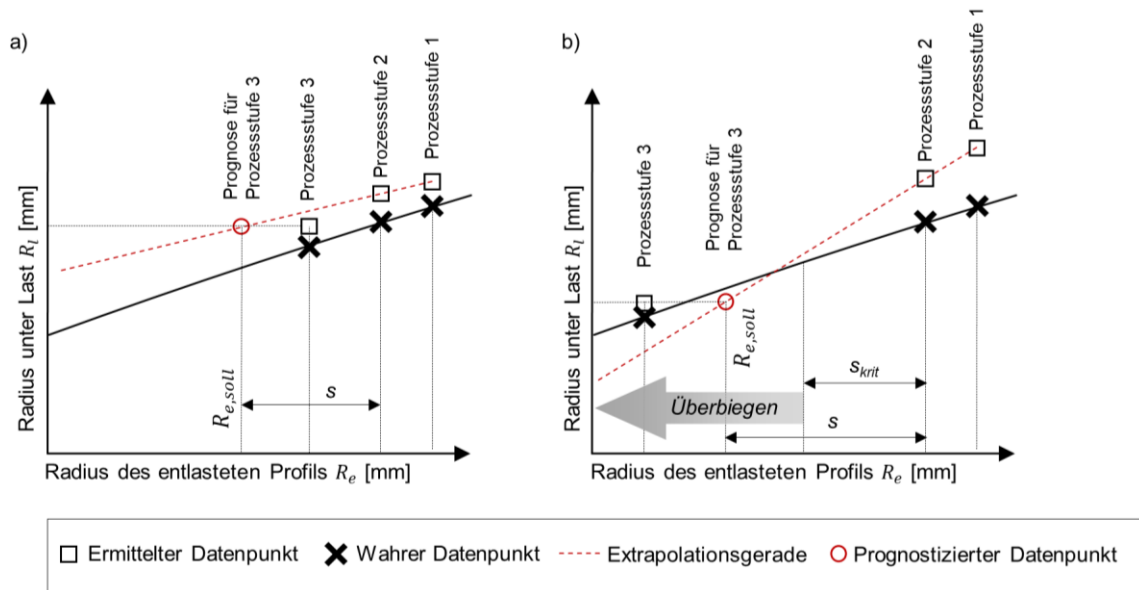 a)
Prognose für
Prozessstufe 3
Prozessstufe 3
Prozessstufe 2
Prozessstufe 1
Radius unter Last R_l [mm]
R_e,soll
s
Radius des entlasteten Profils R_e [mm]
b)
Prozessstufe 3
Prognose für
Prozessstufe 3
Prozessstufe 2
Prozessstufe 1
Radius unter Last R_l [mm]
R_e,soll
s_krit
Überbiegen
s
Radius des entlasteten Profils R_e [mm]
Ermittelter Datenpunkt
Wahrer Datenpunkt
Extrapolationsgerade
Prognostizierter Datenpunkt